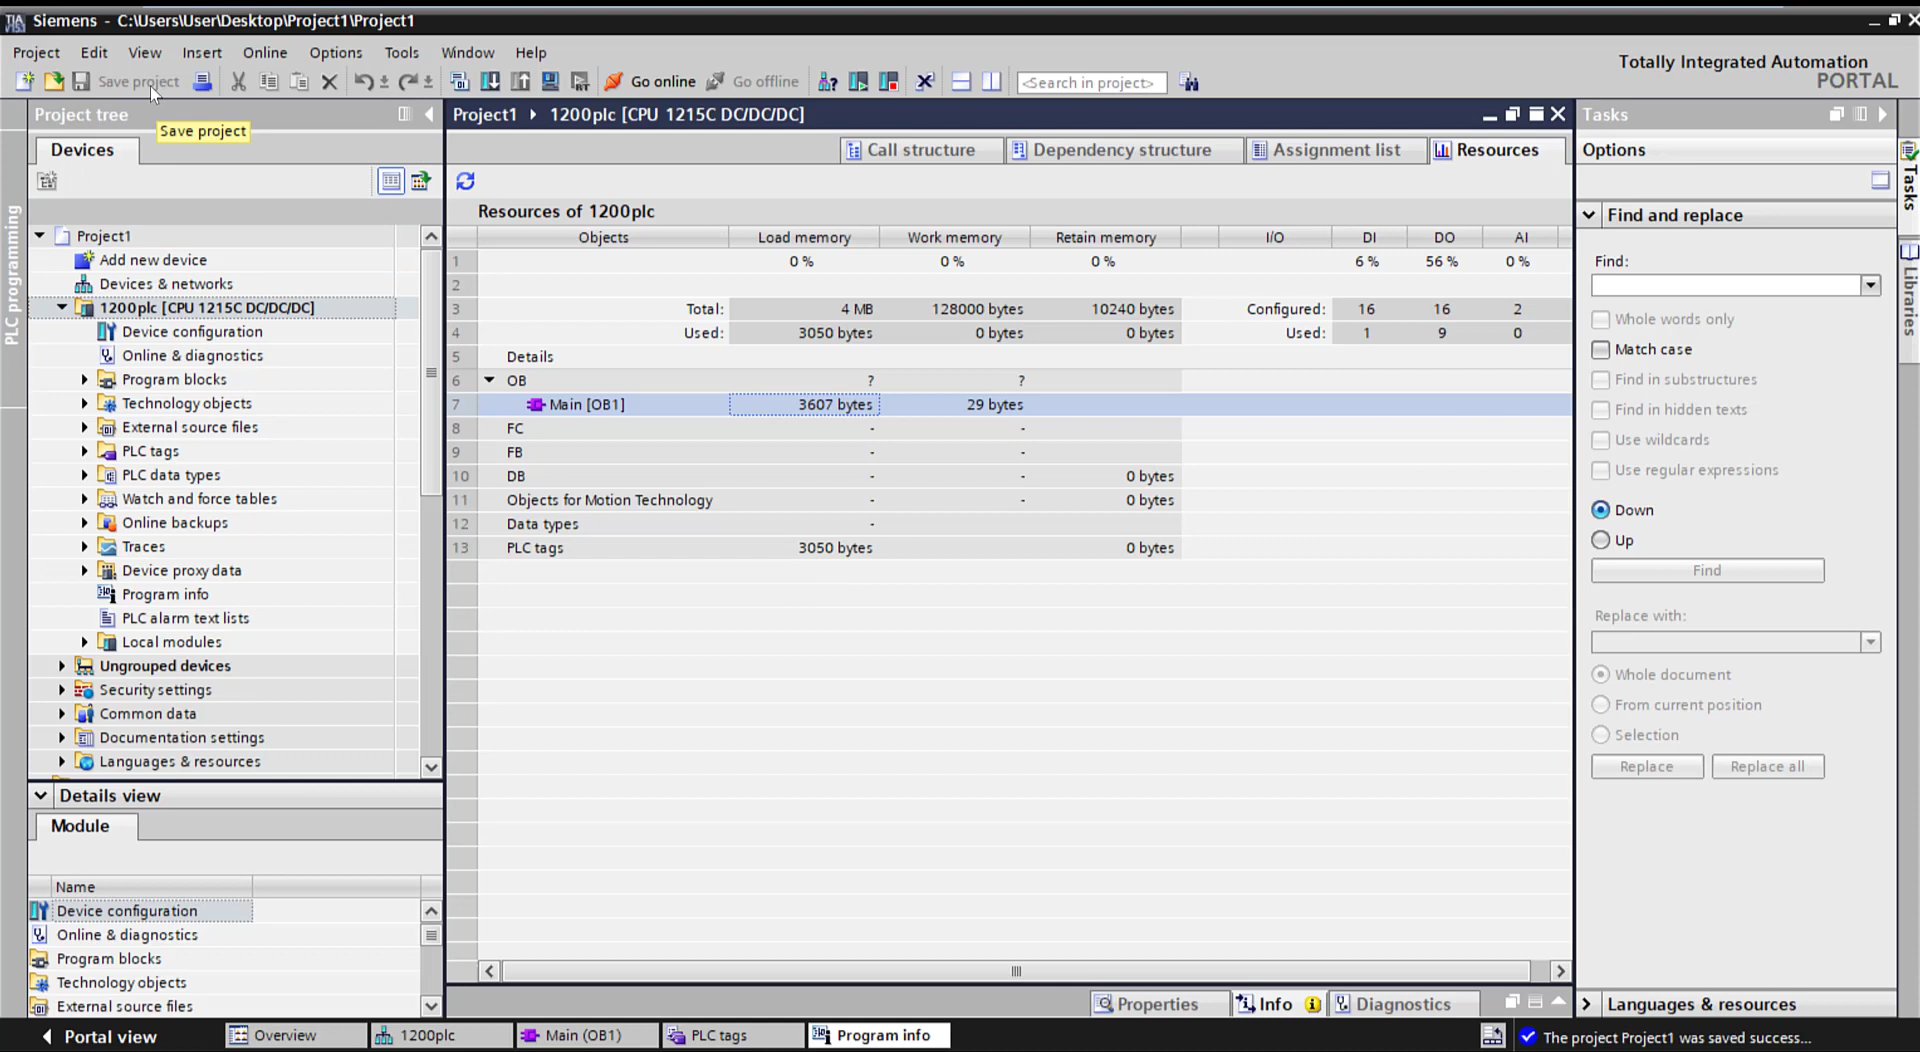 Siemens - C:\Users\User\Desktop\Project1\Project1
Project Edit View Insert Online Options Tools Window Help
Totally Integrated Automation
PORTAL
Save project Go online Go offline <Search in project>
Project tree
Save project
Project1 1200plc [CPU 1215C DC/DC/DC]
Tasks
Devices
Call structure Dependency structure Assignment list Resources
Options
Resources of 1200plc
Find and replace
PLC programming
Tasks
Libraries
Project1
Add new device
Devices & networks
1200plc [CPU 1215C DC/DC/DC]
Device configuration
Online & diagnostics
Program blocks
Technology objects
External source files
PLC tags
PLC data types
Watch and force tables
Online backups
Traces
Device proxy data
Program info
PLC alarm text lists
Local modules
Ungrouped devices
Security settings
Common data
Documentation settings
Languages & resources
Objects Load memory Work memory Retain memory I/O DI DO AI
1 0 % 0 % 0 % 6 % 56 % 0 %
2
3 Total: 4 MB 128000 bytes 10240 bytes Configured: 16 16 2
4 Used: 3050 bytes 0 bytes 0 bytes Used: 1 9 0
5 Details
6 OB ? ?
7 Main [OB1] 3607 bytes 29 bytes
8 FC - -
9 FB - -
10 DB - - 0 bytes
11 Objects for Motion Technology - - 0 bytes
12 Data types -
13 PLC tags 3050 bytes 0 bytes
Find:
Whole words only
Match case
Find in substructures
Find in hidden texts
Use wildcards
Use regular expressions
Down
Up
Find
Replace with:
Whole document
From current position
Selection
Replace Replace all
Details view
Module
Name
Device configuration
Online & diagnostics
Program blocks
Technology objects
External source files
Properties Info Diagnostics
Languages & resources
Portal view Overview 1200plc Main (OB1) PLC tags Program info
The project Project1 was saved success...